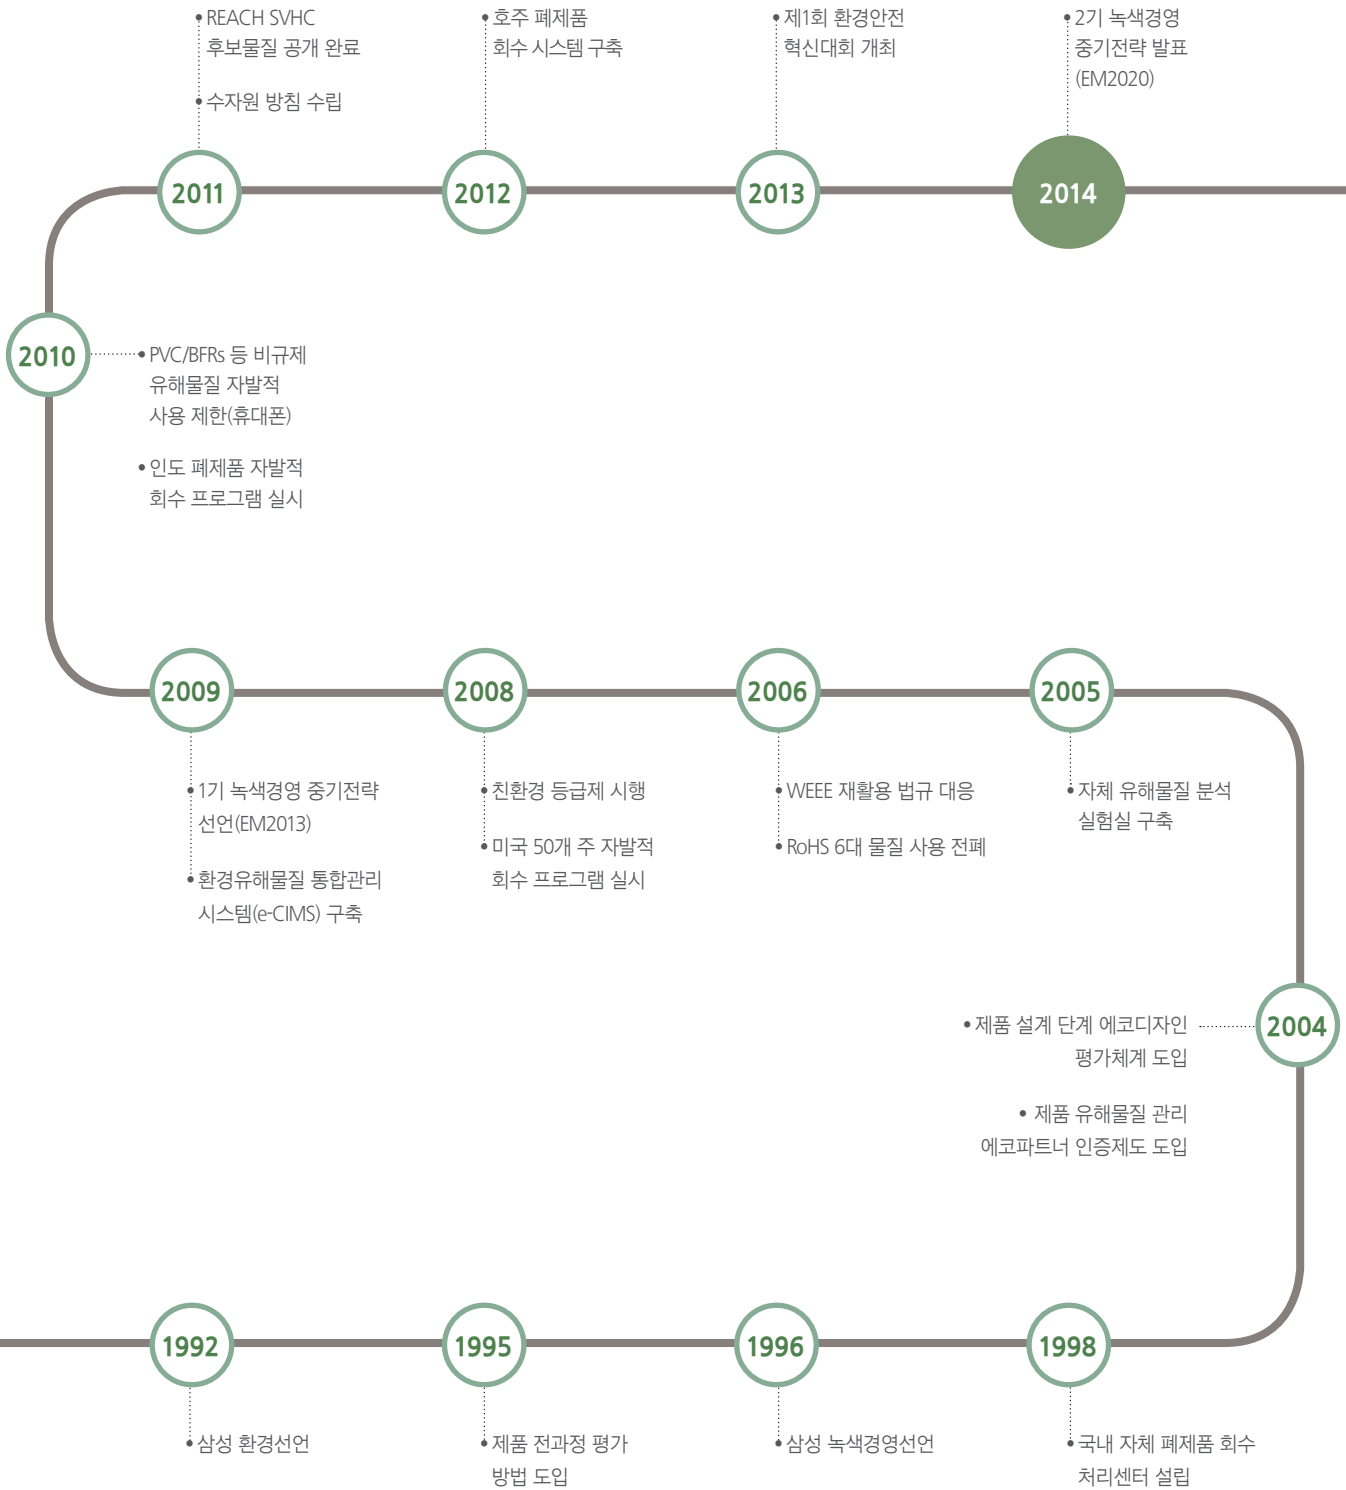 • REACH SVHC
후보물질 공개 완료
• 수자원 방침 수립
• 호주 폐제품
회수 시스템 구축
• 제1회 환경안전
혁신대회 개최
• 2기 녹색경영
중기전략 발표
(EM2020)
2011
2012
2013
2014
2010
• PVC/BFRs 등 비규제
유해물질 자발적
사용 제한(휴대폰)
• 인도 폐제품 자발적
회수 프로그램 실시
2009
2008
2006
2005
• 1기 녹색경영 중기전략
선언(EM2013)
• 환경유해물질 통합관리
시스템(e-CIMS) 구축
• 친환경 등급제 시행
• 미국 50개 주 자발적
회수 프로그램 실시
• WEEE 재활용 법규 대응
• RoHS 6대 물질 사용 전폐
• 자체 유해물질 분석
실험실 구축
2004
• 제품 설계 단계 에코디자인
평가체계 도입
• 제품 유해물질 관리
에코파트너 인증제도 도입
1992
1995
1996
1998
• 삼성 환경선언
• 제품 전과정 평가
방법 도입
• 삼성 녹색경영선언
• 국내 자체 폐제품 회수
처리센터 설립